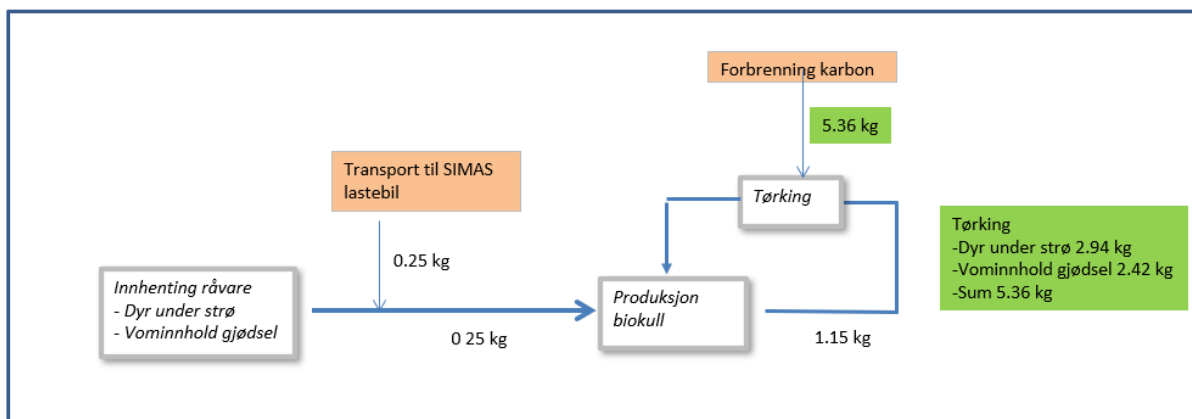 Forbrenning karbon
5.36 kg
Transport til SIMAS
lastebil
Tørking
0.25 kg
Tørking
-Dyr under strø 2.94 kg
-Vominnhold gjødsel 2.42 kg
-Sum 5.36 kg
Innhenting råvare
- Dyr under strø
- Vominnhold gjødsel
Produksjon
biokull
0 25 kg
1.15 kg